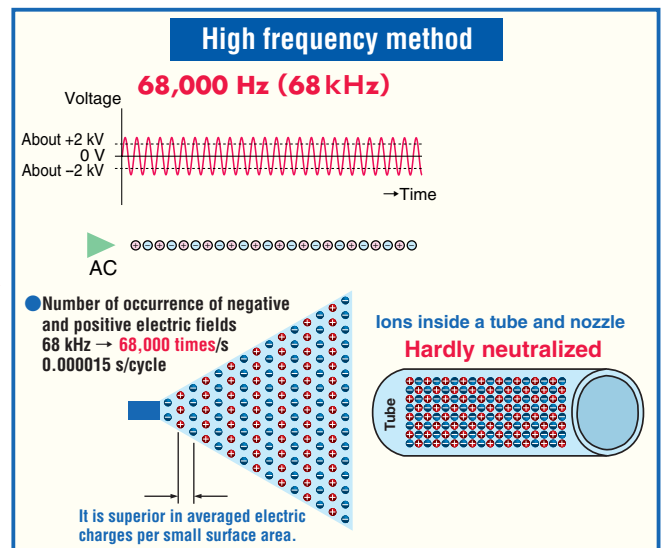 High frequency method
68,000 Hz (68kHz)
Voltage
About +2 kV
0 V
About −2 kV
→Time
AC
Number of occurrence of negative
and positive electric fields
68 kHz → 68,000 times/s
0.000015 s/cycle
It is superior in averaged electric
charges per small surface area.
Ions inside a tube and nozzle
Hardly neutralized
Tube